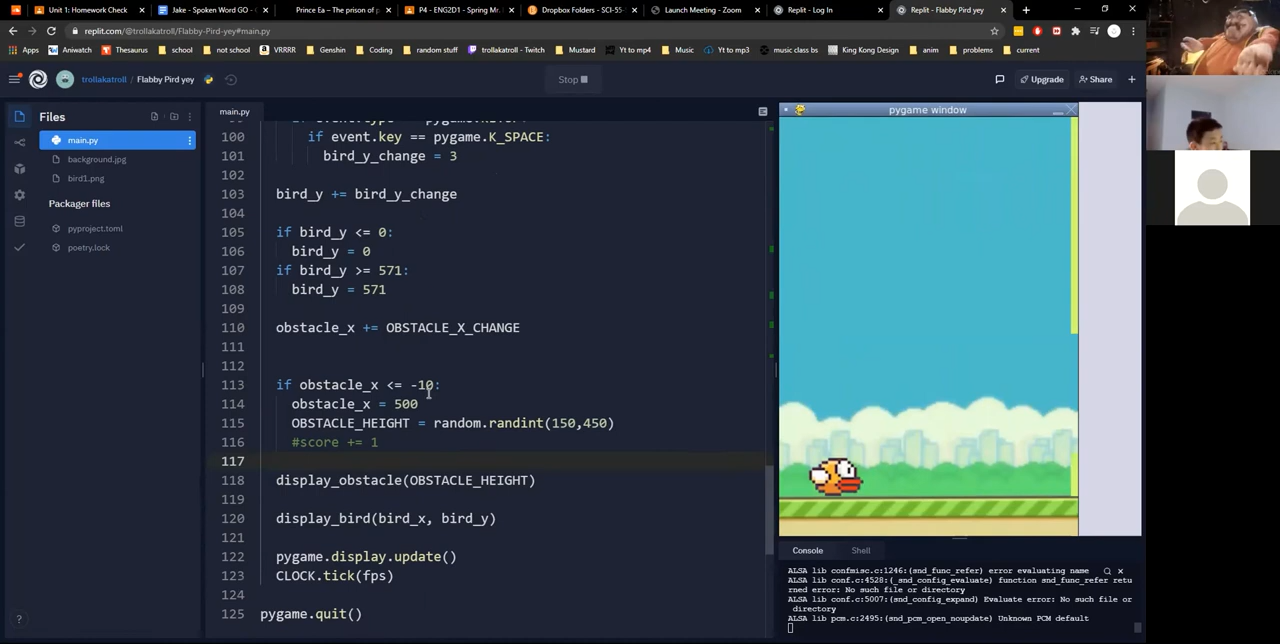 Unit 1: Homework Check
Jake - Spoken Word GO -
Prince Ea — The prison of p
P4 - ENG2D1 - Spring Mr.
Dropbox Folders - SCI-55
Launch Meeting - Zoom
Replit - Log In
Replit - Flabby Pird-yey
replit.com/@trollakatroll/Flabby-Pird-yey#main.py
Apps
Aniwatch
Thesaurus
school
not school
VRRRR
Genshin
Coding
random stuff
trollakatroll - Twitch
Mustard
Yt to mp4
Music
Yt to mp3
music class bs
King Kong Design
anim
problems
current
trollakatroll / Flabby Pird yey
Stop
Upgrade
Share
Files
main.py
background.jpg
bird1.png
Packager files
pyproject.toml
poetry.lock
main.py
100 if event.key == pygame.K_SPACE:
101 bird_y_change = 3
102
103 bird_y += bird_y_change
104
105 if bird_y <= 0:
106 bird_y = 0
107 if bird_y >= 571:
108 bird_y = 571
109
110 obstacle_x += OBSTACLE_X_CHANGE
111
112
113 if obstacle_x <= -10:
114 obstacle_x = 500
115 OBSTACLE_HEIGHT = random.randint(150,450)
116 #score += 1
117
118 display_obstacle(OBSTACLE_HEIGHT)
119
120 display_bird(bird_x, bird_y)
121
122 pygame.display.update()
123 CLOCK.tick(fps)
124
125 pygame.quit()
pygame window
Console
Shell
ALSA lib confmisc.c:1246:(snd_func_refer) error evaluating name
ALSA lib conf.c:4528:(_snd_config_evaluate) function snd_func_refer retu
rned error: No such file or directory
ALSA lib conf.c:5007:(snd_config_expand) Evaluate error: No such file or
directory
ALSA lib pcm.c:2495:(snd_pcm_open_noupdate) Unknown PCM default